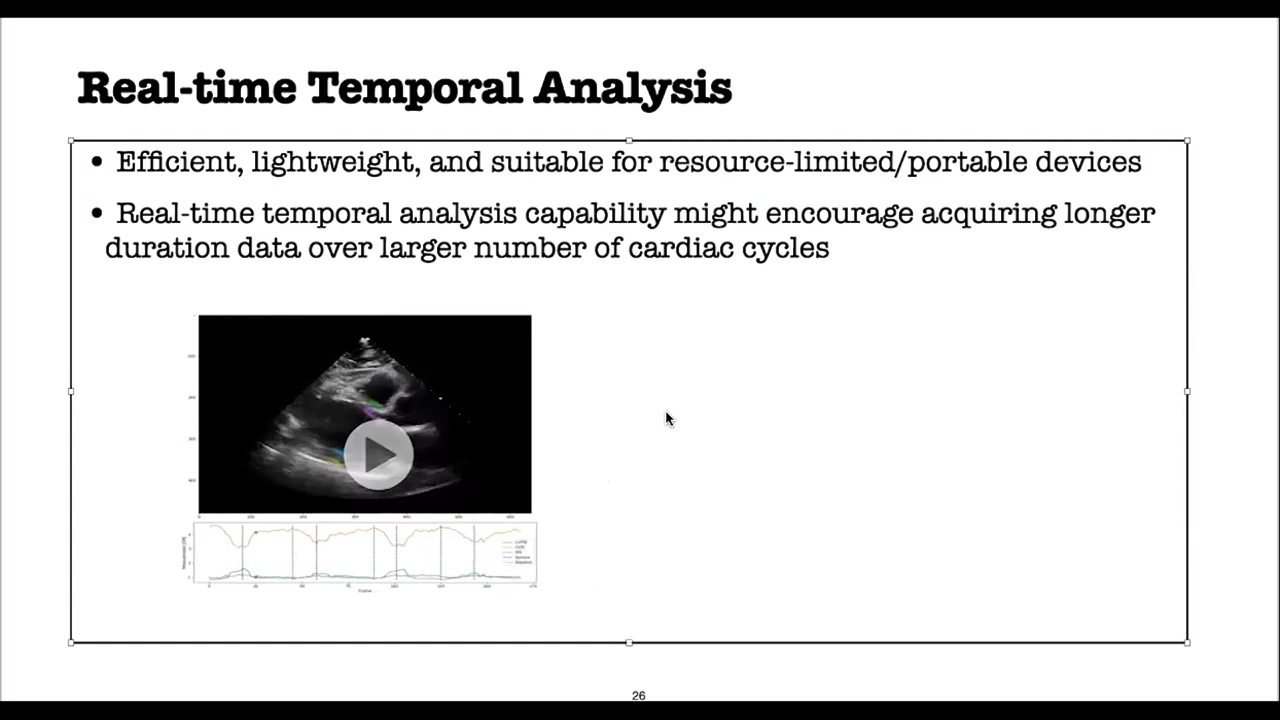 Real-time Temporal Analysis
• Efficient, lightweight, and suitable for resource-limited/portable devices
• Real-time temporal analysis capability might encourage acquiring longer
duration data over larger number of cardiac cycles
26